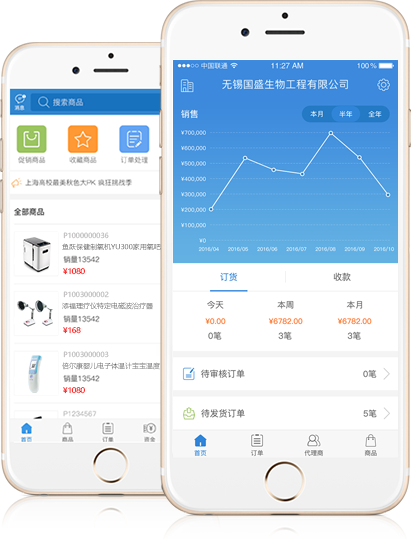 消息
搜索商品
促销商品
收藏商品
订单处理
上海高校最美秋色大PK 疯狂挑战季
全部商品
P1000000036
鱼跃保健制氧机YU300家用氧吧
销量13542
¥1080
P1003000002
添福理疗仪特定电磁波治疗器
销量13542
¥168
P1003000003
倍尔康婴儿电子体温计宝宝温度
销量13542
¥1080
P1234567
首页
商品
订单
资金
中国联通
11:27 AM
100%
无锡国盛生物工程有限公司
销售
本月
半年
全年
¥700,000
¥600,000
¥500,000
¥400,000
¥300,000
¥200,000
¥100,000
¥0
2016/04
2016/05
2016/06
2016/07
2016/08
2016/09
2016/10
订货
收款
今天
本周
本月
¥0.00
¥6782.00
¥6782.00
0笔
3笔
3笔
待审核订单
0笔
待发货订单
5笔
首页
订单
代理商
商品